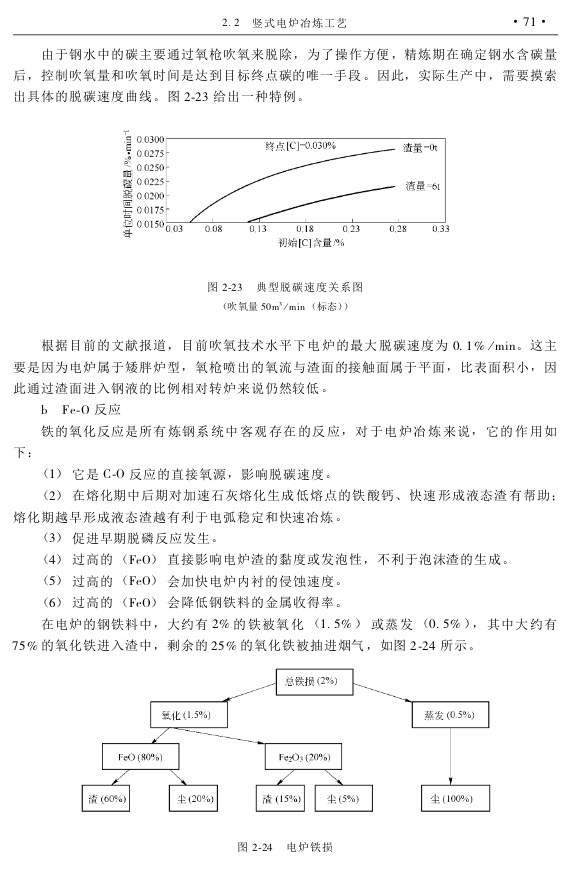 2.2 竖式电炉冶炼工艺 ·71·
由于钢水中的碳主要通过氧枪吹氧来脱除，为了操作方便，精炼期在确定钢水含碳量
后，控制吹氧量和吹氧时间是达到目标终点碳的唯一手段。因此，实际生产中，需要摸索
出具体的脱碳速度曲线。图 2-23 给出一种特例。
单位时间脱碳量/%•min⁻¹
0.0300
0.0275
0.0250
0.0225
0.0200
0.0175
0.0150
终点[C]=0.030%
渣量=0t
渣量=6t
0.03 0.08 0.13 0.18 0.23 0.28 0.33
初始[C]含量/%
图 2-23 典型脱碳速度关系图
（吹氧量 50m³/min（标态））
根据目前的文献报道，目前吹氧技术水平下电炉的最大脱碳速度为 0.1%/min。这主
要是因为电炉属于矮胖炉型，氧枪喷出的氧流与渣面的接触面属于平面，比表面积小，因
此通过渣面进入钢液的比例相对转炉来说仍然较低。
b Fe-O 反应
铁的氧化反应是所有炼钢系统中客观存在的反应，对于电炉冶炼来说，它的作用如
下：
（1） 它是 C-O 反应的直接氧源，影响脱碳速度。
（2） 在熔化期中后期对加速石灰熔化生成低熔点的铁酸钙、快速形成液态渣有帮助；
熔化期越早形成液态渣越有利于电弧稳定和快速冶炼。
（3） 促进早期脱磷反应发生。
（4） 过高的（FeO）直接影响电炉渣的黏度或发泡性，不利于泡沫渣的生成。
（5） 过高的（FeO）会加快电炉内衬的侵蚀速度。
（6） 过高的（FeO）会降低钢铁料的金属收得率。
在电炉的钢铁料中，大约有 2% 的铁被氧化（1.5%）或蒸发（0.5%），其中大约有
75% 的氧化铁进入渣中，剩余的 25% 的氧化铁被抽进烟气，如图 2-24 所示。
总铁损 (2%)
氧化 (1.5%) 蒸发 (0.5%)
FeO (80%) Fe₂O₃ (20%)
渣 (60%) 尘 (20%) 渣 (15%) 尘 (5%) 尘 (100%)
图 2-24 电炉铁损